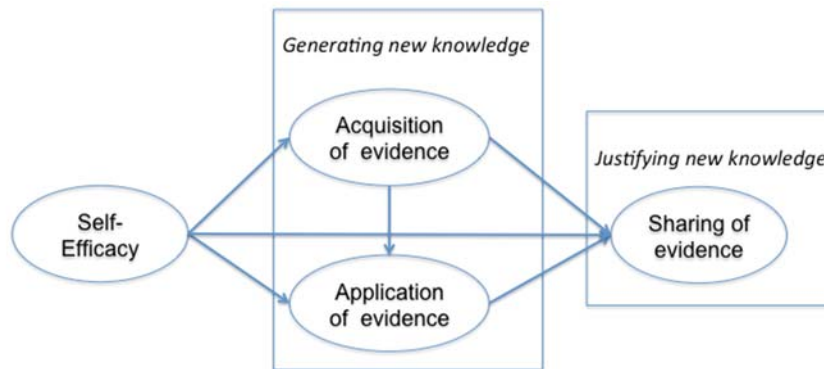 Generating new knowledge
Acquisition
of evidence
Justifying new knowledge
Self-
Efficacy
Sharing of
evidence
Application
of evidence